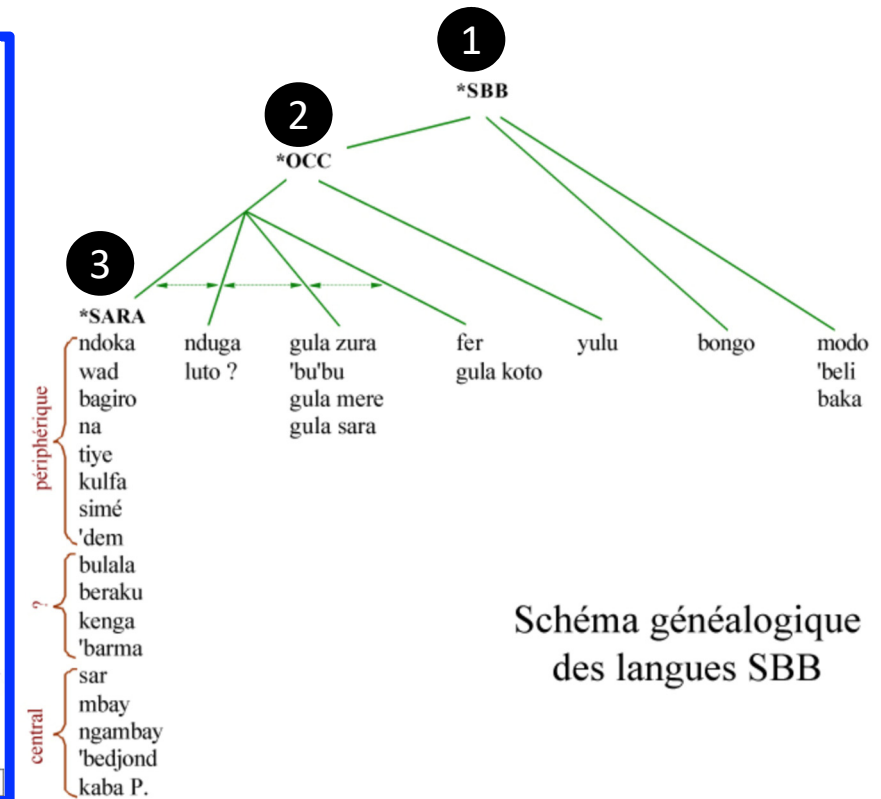 1
*SBB
2
*OCC
3
*SARA
ndoka nduga gula zura fer yulu bongo modo
wad luto ? 'bu'bu gula koto 'beli
bagiro gula mere baka
na gula sara
tiye
kulfa
simé
'dem
périphérique
bulala
beraku
kenga
'barma
?
sar
mbay
ngambay
'bedjond
kaba P.
central
Schéma généalogique
des langues SBB